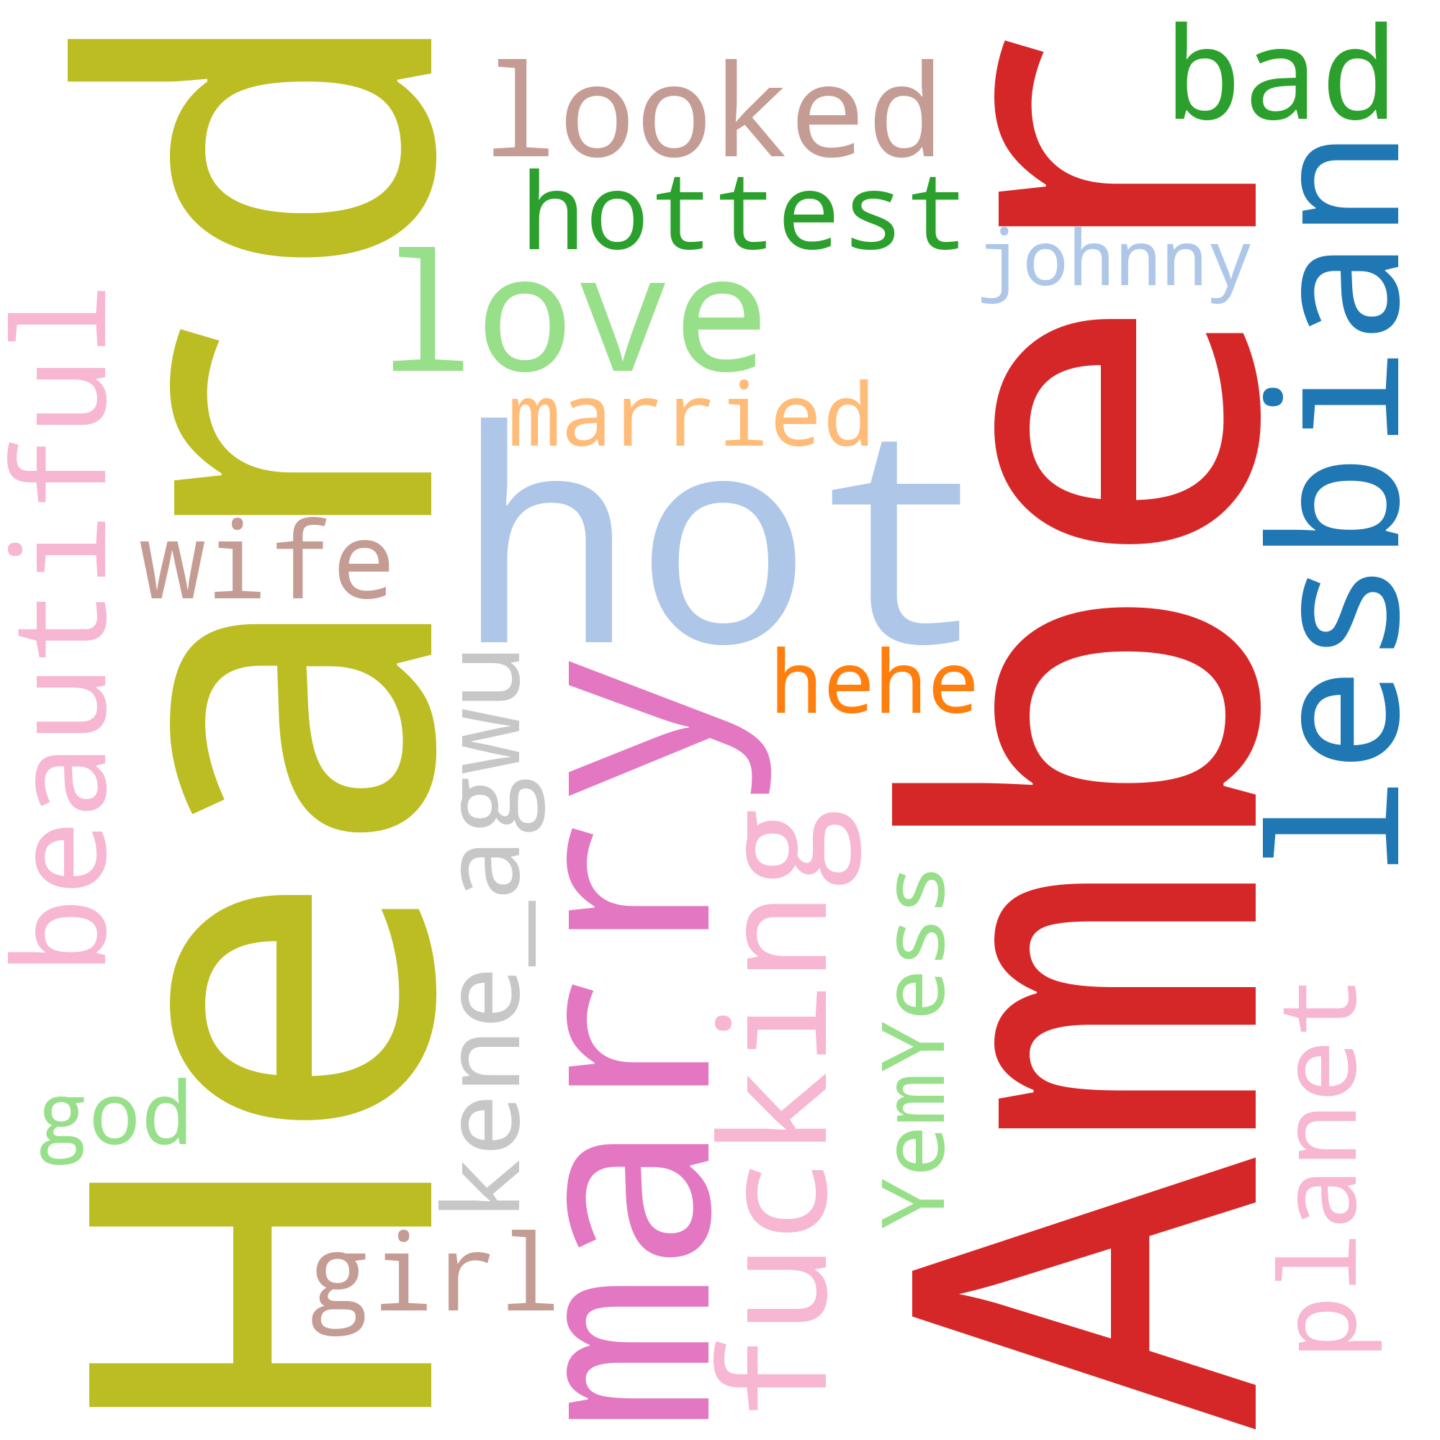 Heard
Amber
hot
marry
lesbian
love
beautiful
fucking
looked
bad
hottest
johnny
married
wife
hehe
kene_agwu
YemYess
god
girl
planet